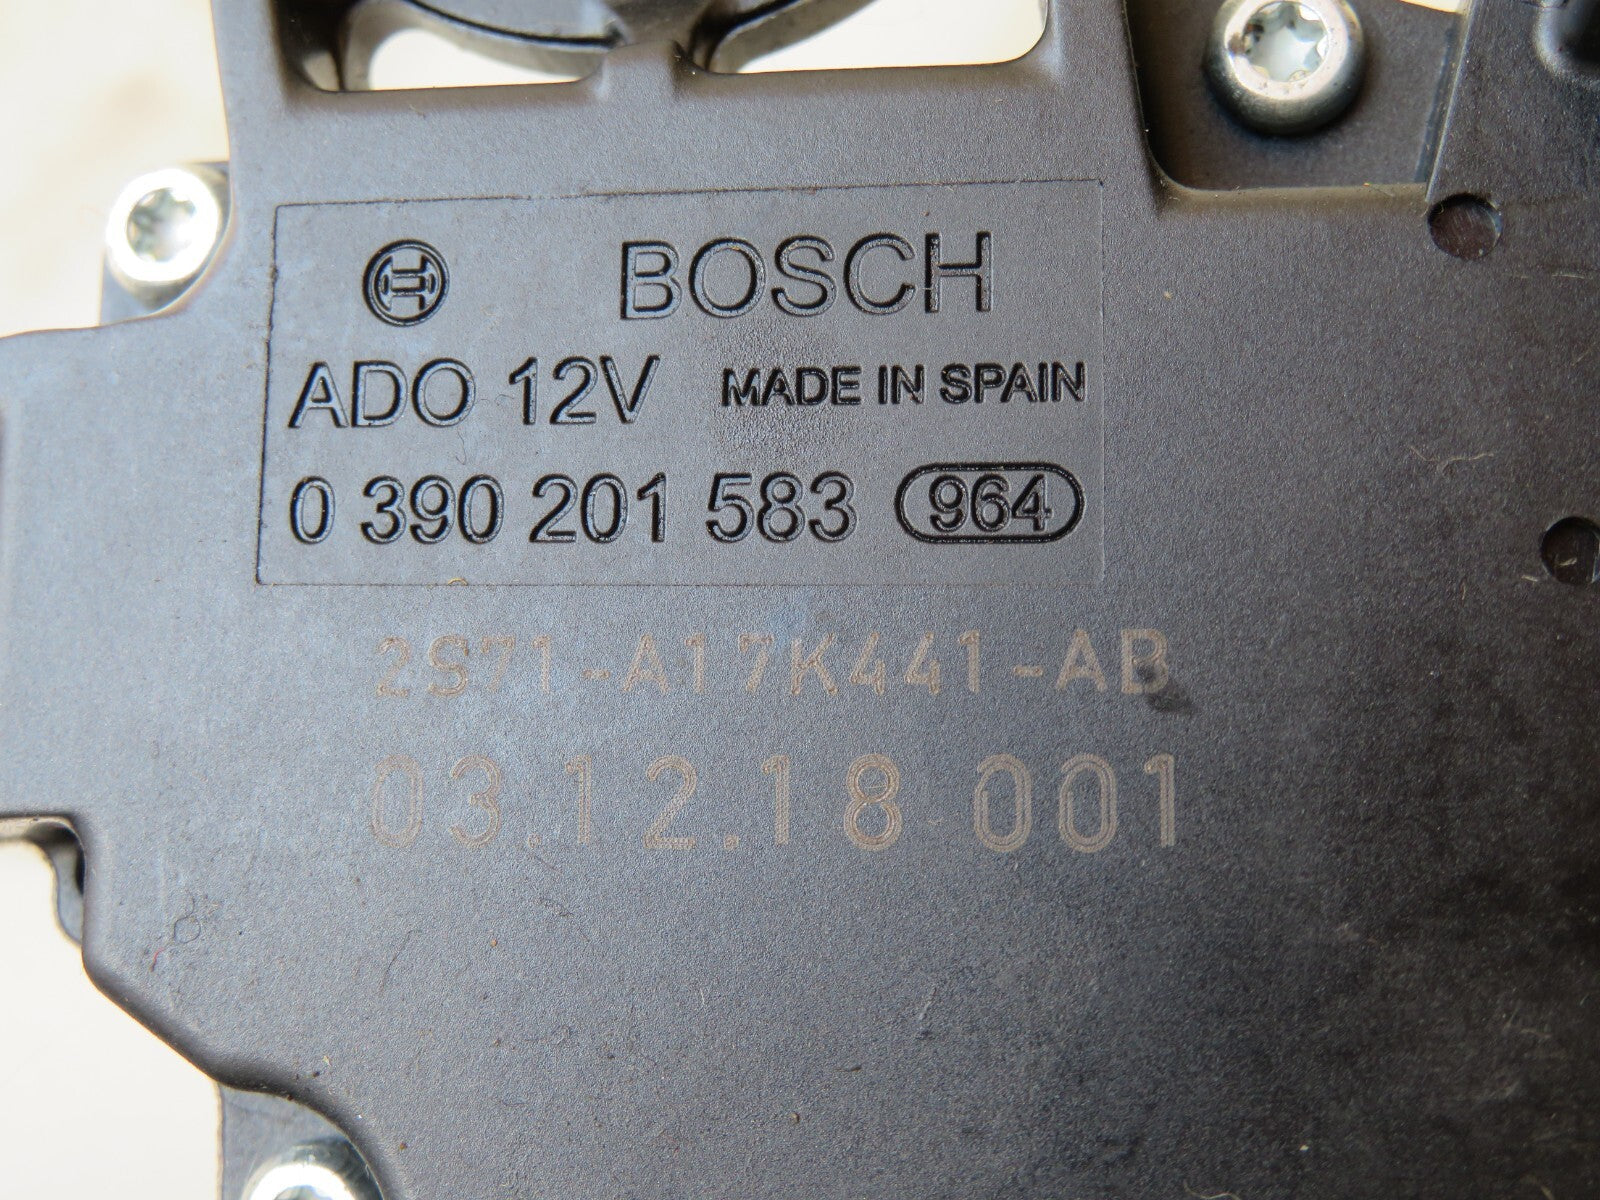 BOSCH
ADO 12V MADE IN SPAIN
0 390 201 583 964
2S71-A17K441-AB
03.12.18 001